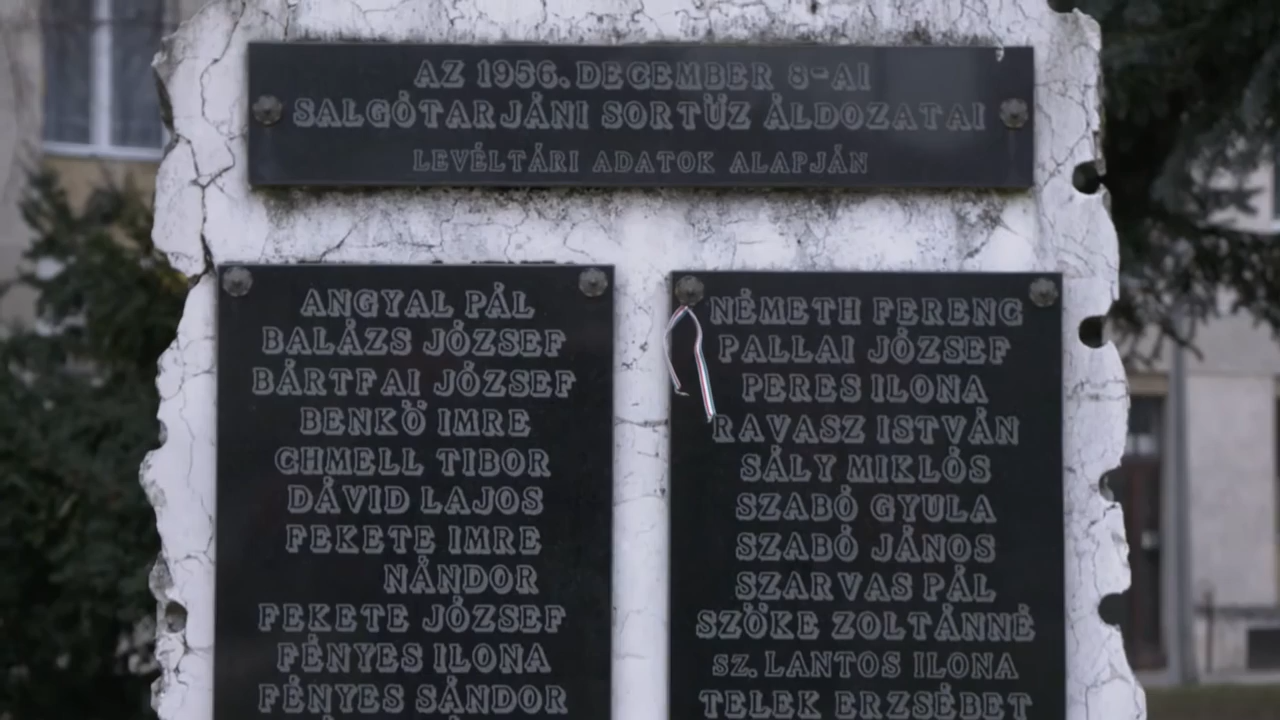 AZ 1956. DECEMBER 8-AI
SALGÓTARJÁNI SORTŰZ ÁLDOZATAI
LEVÉLTÁRI ADATOK ALAPJÁN
ANGYAL PÁL
BALÁZS JÓZSEF
BÁRTFAI JÓZSEF
BENKŐ IMRE
CHMELL TIBOR
DÁVID LAJOS
FEKETE IMRE
NÁNDOR
FEKETE JÓZSEF
FÉNYES ILONA
FÉNYES SÁNDOR
NÉMETH FERENC
PALLAI JÓZSEF
PERES ILONA
RAVASZ ISTVÁN
SÁLY MIKLÓS
SZABÓ GYULA
SZABÓ JÁNOS
SZARVAS PÁL
SZŐKE ZOLTÁNNÉ
SZ. LANTOS ILONA
TELEK ERZSÉBET